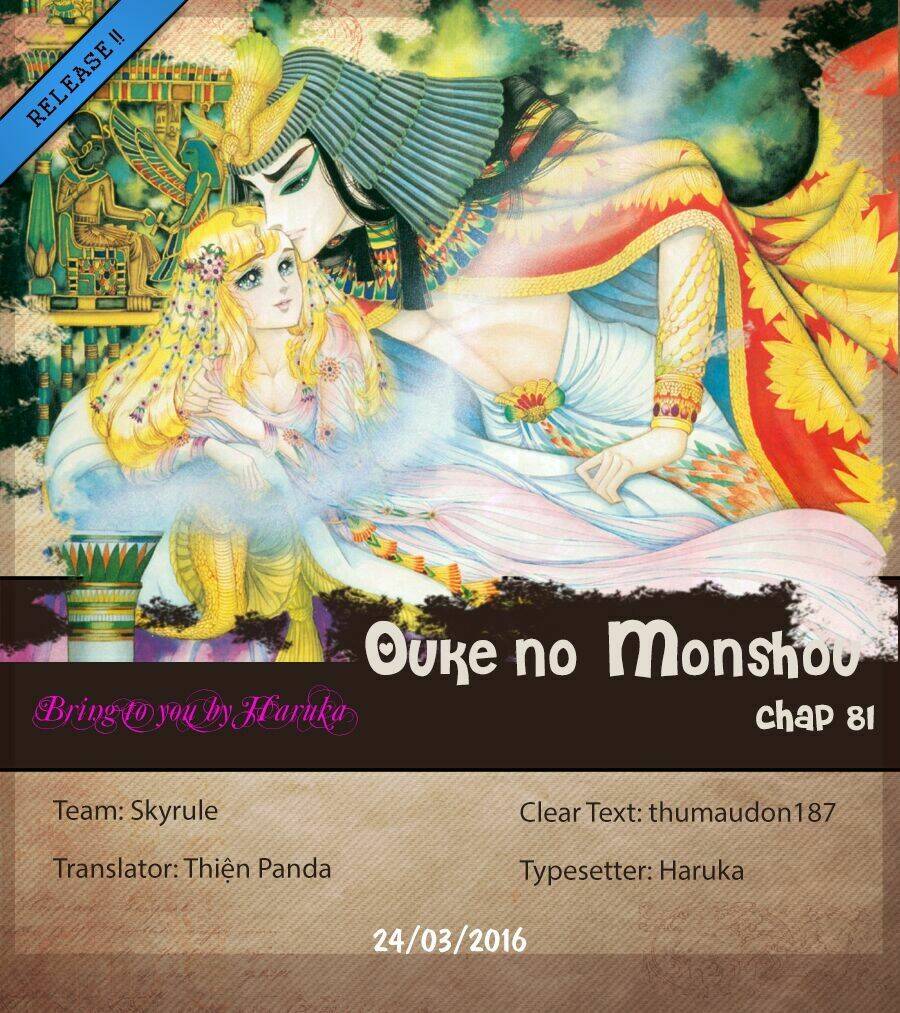 RELEASE !!
Ouke no Monshou
Bring to you by Haruka
chap 81
Team: Skyrule
Clear Text: thumaudon187
Translator: Thiện Panda
Typesetter: Haruka
24/03/2016